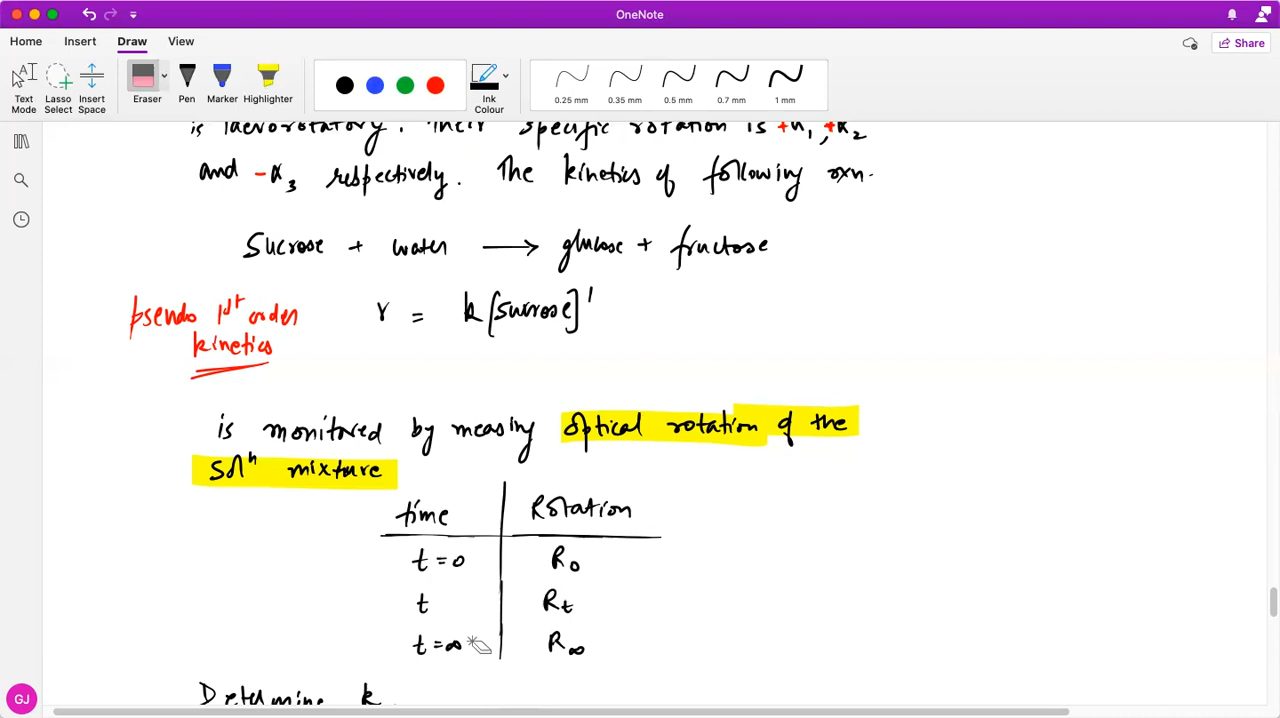 OneNote
Home Insert Draw View
Share
Text Mode
Lasso Select
Insert Space
Eraser
Pen
Marker
Highlighter
Ink Colour
0.25 mm 0.35 mm 0.5 mm 0.7 mm 1 mm
is laevorotatory. Their specific rotation is +α₁, +α₂
and -α₃ respectively. The kinetics of following rxn.
Sucrose + water ⟶ glucose + fructose
pseudo 1st order
kinetics
r = k[sucrose]¹
is monitored by measing optical rotation of the
solⁿ mixture
time Rotation
t = 0 R₀
t Rₜ
t = ∞ R∞
Determine k
GJ